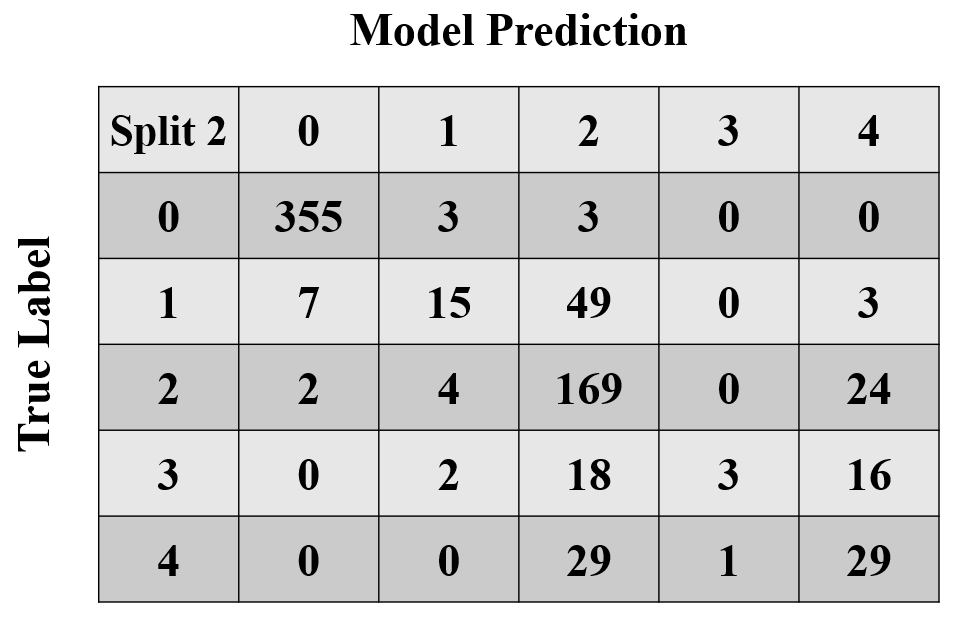 Model Prediction
True Label
Split 2 0 1 2 3 4
0 355 3 3 0 0
1 7 15 49 0 3
2 2 4 169 0 24
3 0 2 18 3 16
4 0 0 29 1 29